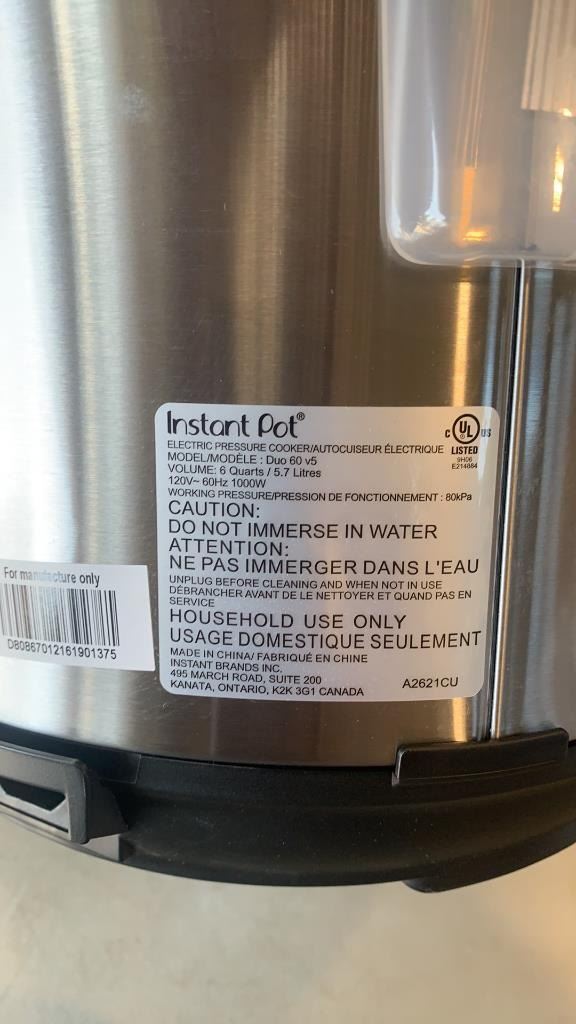 Instant Pot®
C UL US
LISTED
9H06
E214884
ELECTRIC PRESSURE COOKER/AUTOCUISEUR ÉLECTRIQUE
MODEL/MODÈLE : Duo 60 v5
VOLUME: 6 Quarts / 5.7 Litres
120V~ 60Hz 1000W
WORKING PRESSURE/PRESSION DE FONCTIONNEMENT : 80kPa
CAUTION:
DO NOT IMMERSE IN WATER
ATTENTION:
NE PAS IMMERGER DANS L'EAU
UNPLUG BEFORE CLEANING AND WHEN NOT IN USE
DÉBRANCHER AVANT DE LE NETTOYER ET QUAND PAS EN
SERVICE
HOUSEHOLD USE ONLY
USAGE DOMESTIQUE SEULEMENT
MADE IN CHINA/ FABRIQUÉ EN CHINE
INSTANT BRANDS INC.
495 MARCH ROAD, SUITE 200
KANATA, ONTARIO, K2K 3G1 CANADA
A2621CU
For manufacture only
D80867012161901375